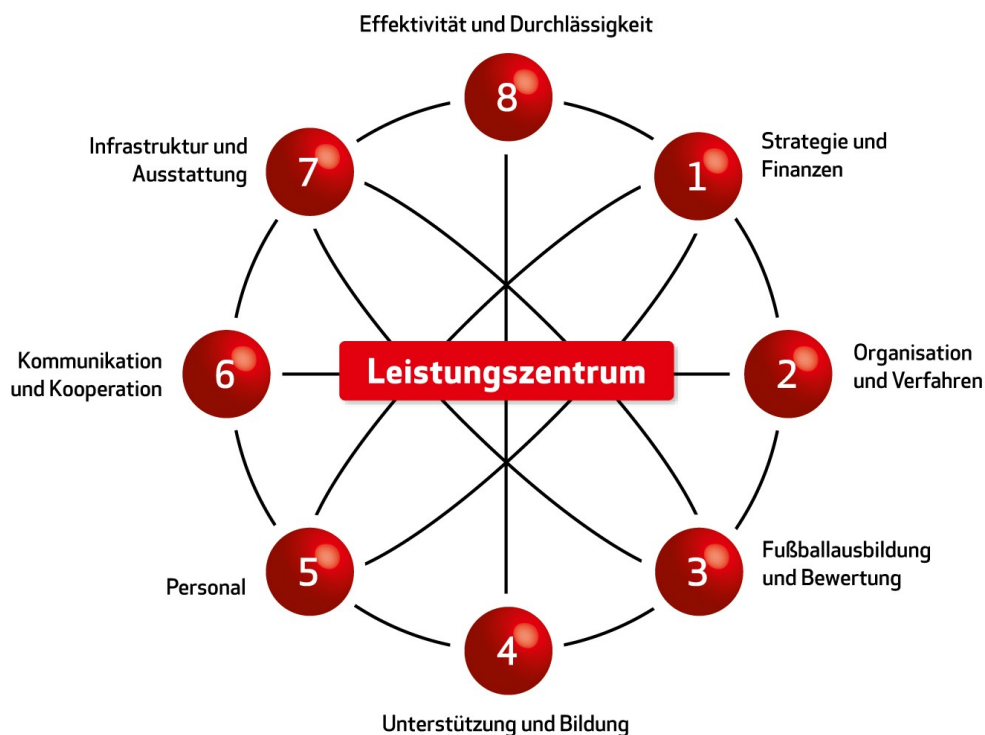 Effektivität und Durchlässigkeit
8
Infrastruktur und
Ausstattung
7
1
Strategie und
Finanzen
Kommunikation
und Kooperation
6
Leistungszentrum
2
Organisation
und Verfahren
Personal
5
3
Fußballausbildung
und Bewertung
4
Unterstützung und Bildung